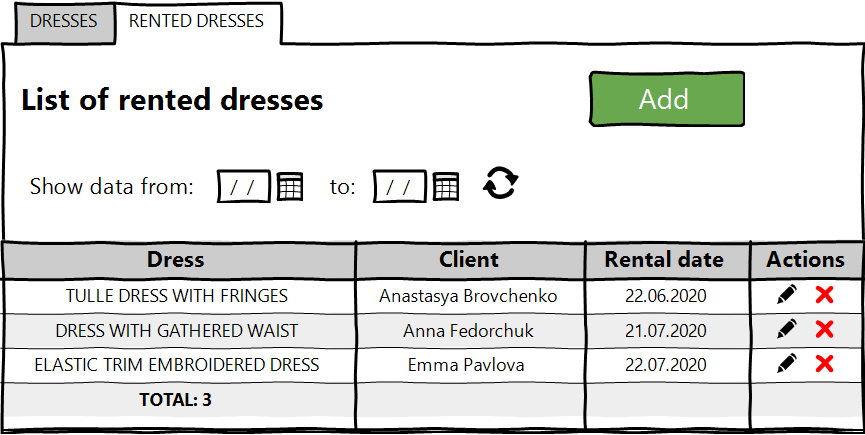 DRESSES RENTED DRESSES
List of rented dresses Add
Show data from: / / to: / /
Dress Client Rental date Actions
TULLE DRESS WITH FRINGES Anastasya Brovchenko 22.06.2020
DRESS WITH GATHERED WAIST Anna Fedorchuk 21.07.2020
ELASTIC TRIM EMBROIDERED DRESS Emma Pavlova 22.07.2020
TOTAL: 3